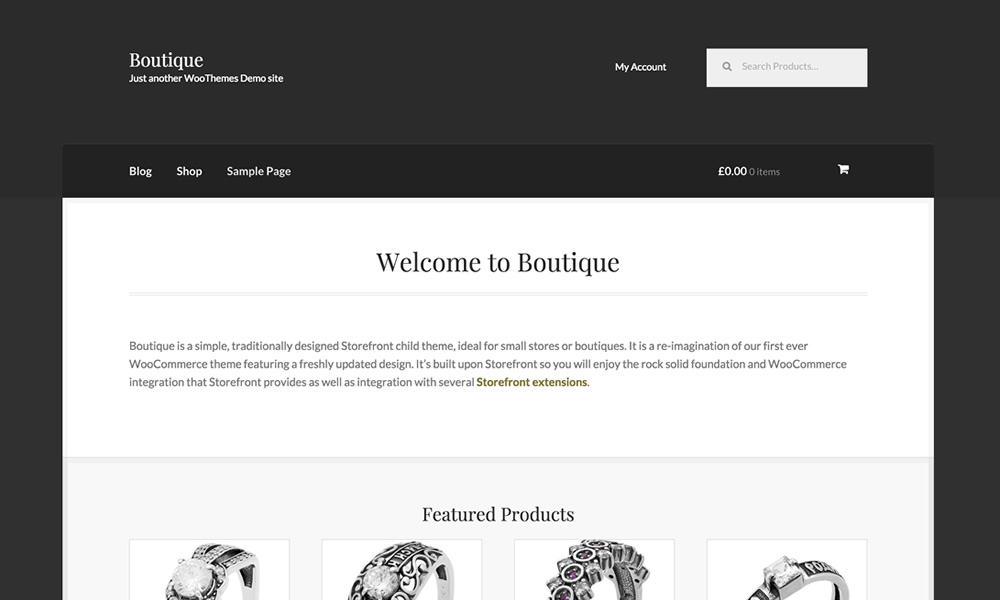 Boutique
Just another WooThemes Demo site
My Account
Search Products...
Blog
Shop
Sample Page
£0.00 0 items
Welcome to Boutique
Boutique is a simple, traditionally designed Storefront child theme, ideal for small stores or boutiques. It is a re-imagination of our first ever
WooCommerce theme featuring a freshly updated design. It's built upon Storefront so you will enjoy the rock solid foundation and WooCommerce
integration that Storefront provides as well as integration with several Storefront extensions.
Featured Products